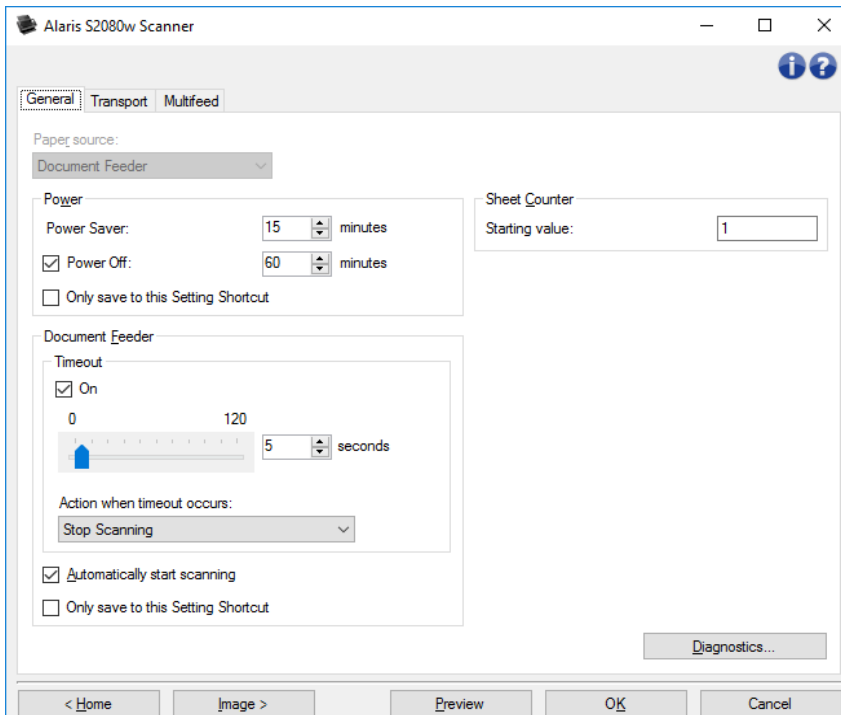 Alaris S2080w Scanner
General Transport Multifeed
Paper source:
Document Feeder
Power
Power Saver: 15 minutes
Power Off: 60 minutes
Only save to this Setting Shortcut
Sheet Counter
Starting value: 1
Document Feeder
Timeout
On
0 120
5 seconds
Action when timeout occurs:
Stop Scanning
Automatically start scanning
Only save to this Setting Shortcut
Diagnostics...
< Home Image > Preview OK Cancel